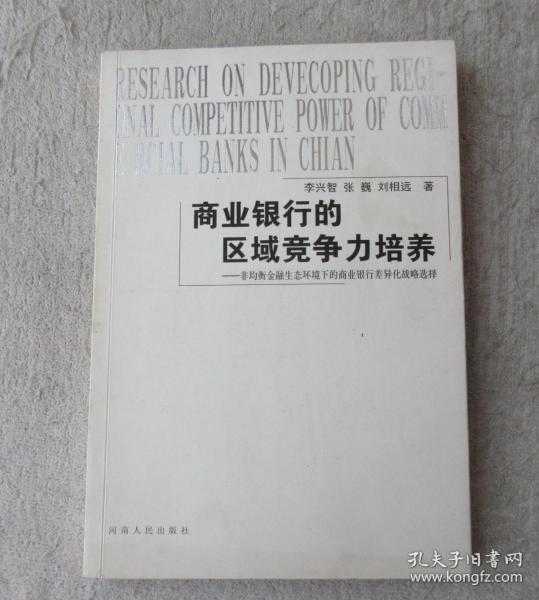 RESEARCH ON DEVECOPING REGI-
ONAL COMPETITIVE POWER OF COMM
E RCIAL BANKS IN CHIAN
李兴智 张 巍 刘相远 著
商业银行的
区域竞争力培养
——非均衡金融生态环境下的商业银行差异化战略选择
河南人民出版社
孔夫子旧书网
www.kongfz.com